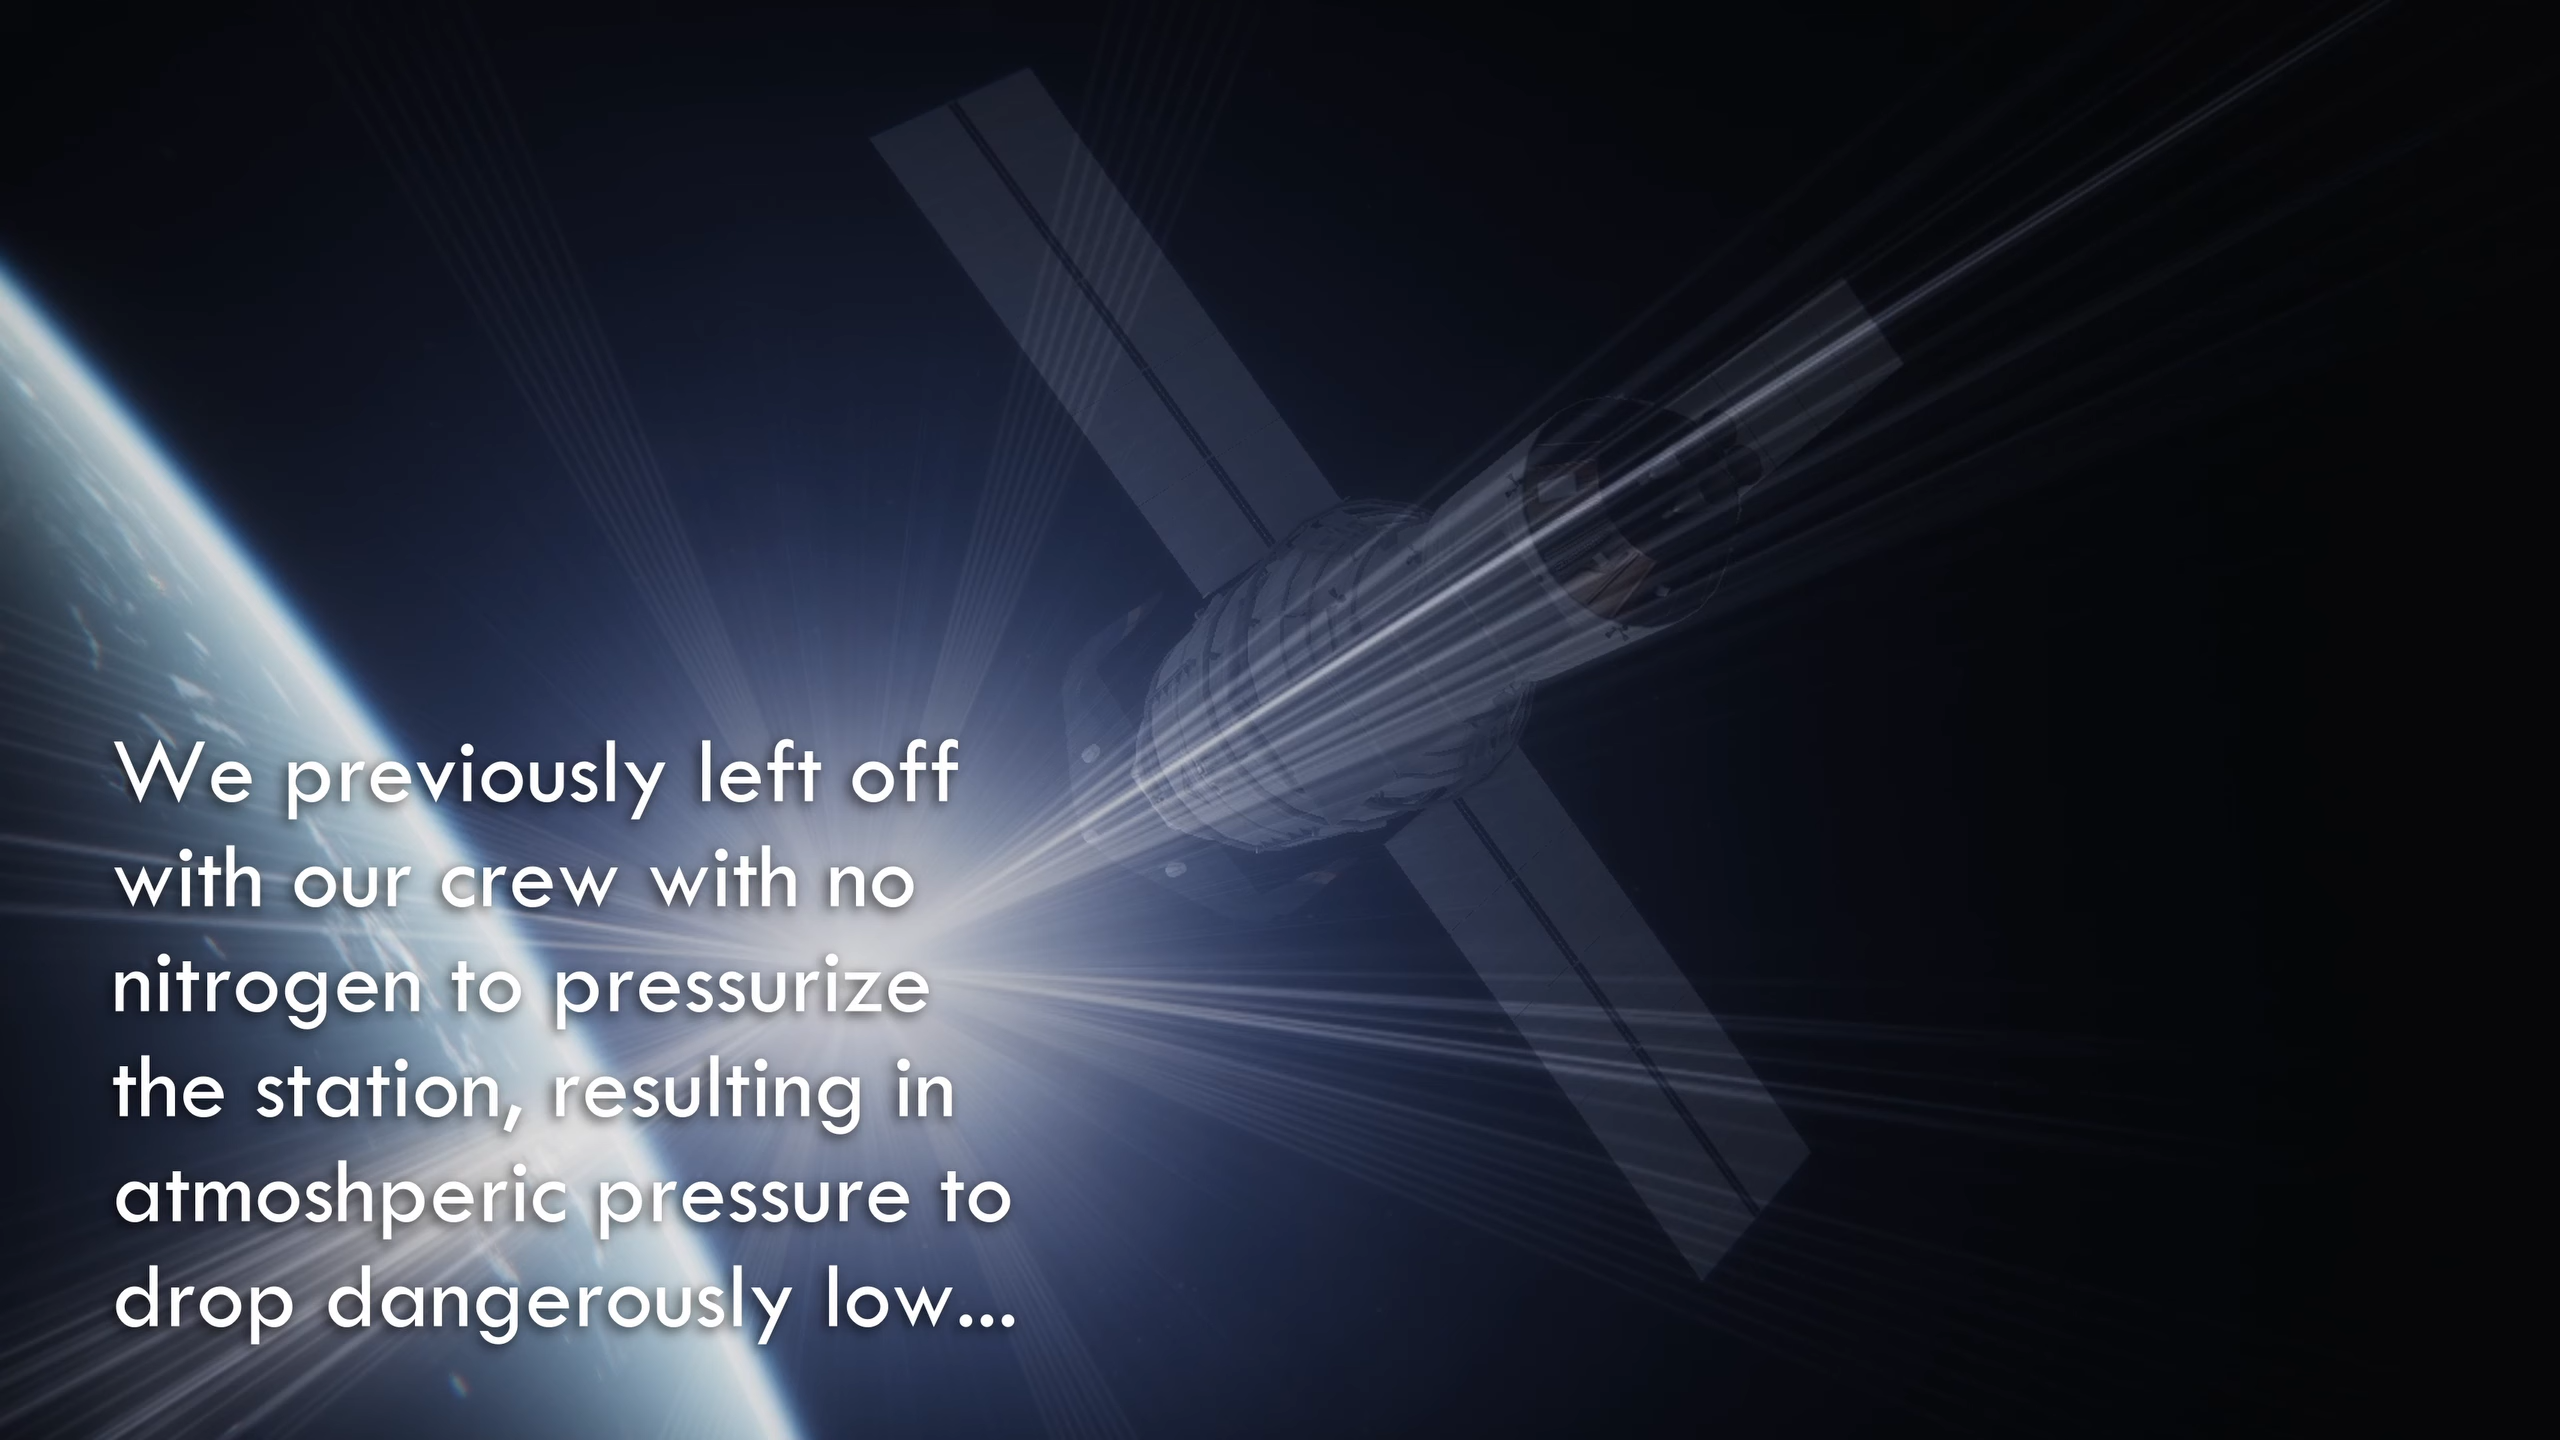 We previously left off
with our crew with no
nitrogen to pressurize
the station, resulting in
atmoshperic pressure to
drop dangerously low...